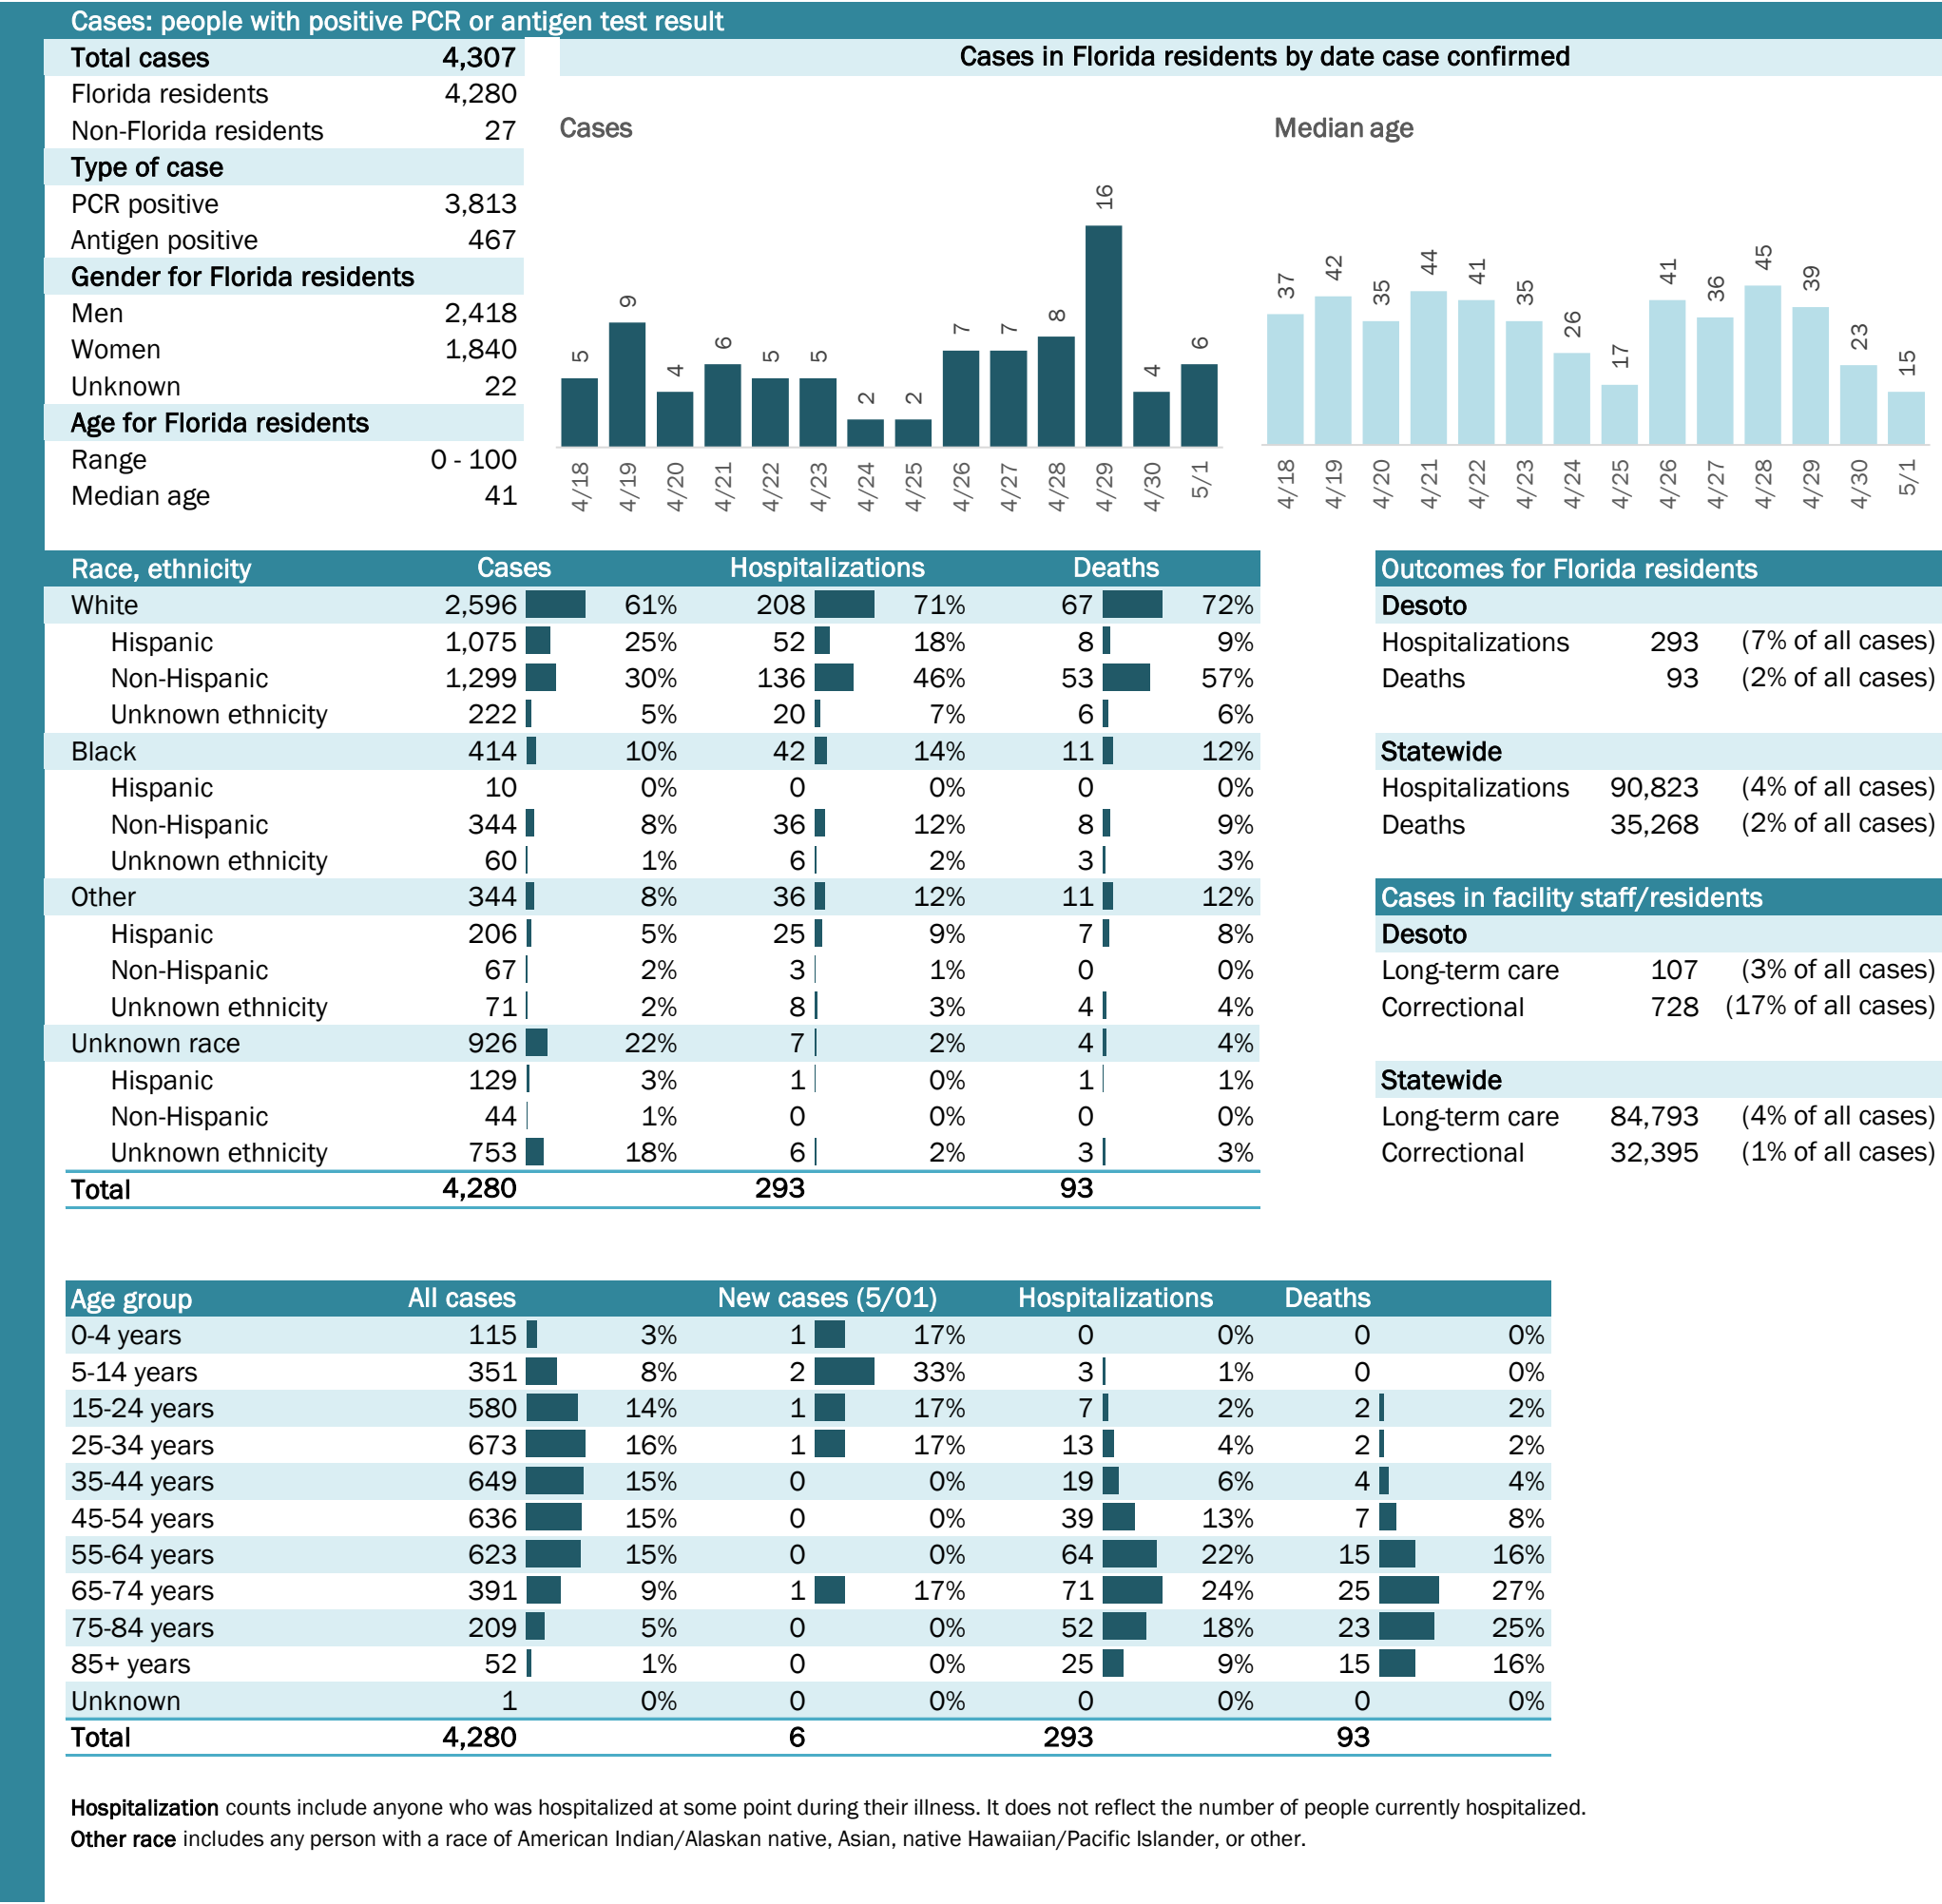 Cases: people with positive PCR or antigen test result
Total cases 4,307
Florida residents 4,280
Non-Florida residents 27
Type of case
PCR positive 3,813
Antigen positive 467
Gender for Florida residents
Men 2,418
Women 1,840
Unknown 22
Age for Florida residents
Range 0 - 100
Median age 41
Cases in Florida residents by date case confirmed
Cases
5 9 4 6 5 5 2 2 7 7 8 16 4 6
4/18 4/19 4/20 4/21 4/22 4/23 4/24 4/25 4/26 4/27 4/28 4/29 4/30 5/1
Median age
37 42 35 44 41 35 26 17 41 36 45 39 23 15
4/18 4/19 4/20 4/21 4/22 4/23 4/24 4/25 4/26 4/27 4/28 4/29 4/30 5/1
Race, ethnicity Cases Hospitalizations Deaths
White 2,596 61% 208 71% 67 72%
Hispanic 1,075 25% 52 18% 8 9%
Non-Hispanic 1,299 30% 136 46% 53 57%
Unknown ethnicity 222 5% 20 7% 6 6%
Black 414 10% 42 14% 11 12%
Hispanic 10 0% 0 0% 0 0%
Non-Hispanic 344 8% 36 12% 8 9%
Unknown ethnicity 60 1% 6 2% 3 3%
Other 344 8% 36 12% 11 12%
Hispanic 206 5% 25 9% 7 8%
Non-Hispanic 67 2% 3 1% 0 0%
Unknown ethnicity 71 2% 8 3% 4 4%
Unknown race 926 22% 7 2% 4 4%
Hispanic 129 3% 1 0% 1 1%
Non-Hispanic 44 1% 0 0% 0 0%
Unknown ethnicity 753 18% 6 2% 3 3%
Total 4,280 293 93
Outcomes for Florida residents
Desoto
Hospitalizations 293 (7% of all cases)
Deaths 93 (2% of all cases)
Statewide
Hospitalizations 90,823 (4% of all cases)
Deaths 35,268 (2% of all cases)
Cases in facility staff/residents
Desoto
Long-term care 107 (3% of all cases)
Correctional 728 (17% of all cases)
Statewide
Long-term care 84,793 (4% of all cases)
Correctional 32,395 (1% of all cases)
Age group All cases New cases (5/01) Hospitalizations Deaths
0-4 years 115 3% 1 17% 0 0% 0 0%
5-14 years 351 8% 2 33% 3 1% 0 0%
15-24 years 580 14% 1 17% 7 2% 2 2%
25-34 years 673 16% 1 17% 13 4% 2 2%
35-44 years 649 15% 0 0% 19 6% 4 4%
45-54 years 636 15% 0 0% 39 13% 7 8%
55-64 years 623 15% 0 0% 64 22% 15 16%
65-74 years 391 9% 1 17% 71 24% 25 27%
75-84 years 209 5% 0 0% 52 18% 23 25%
85+ years 52 1% 0 0% 25 9% 15 16%
Unknown 1 0% 0 0% 0 0% 0 0%
Total 4,280 6 293 93
Hospitalization counts include anyone who was hospitalized at some point during their illness. It does not reflect the number of people currently hospitalized.
Other race includes any person with a race of American Indian/Alaskan native, Asian, native Hawaiian/Pacific Islander, or other.